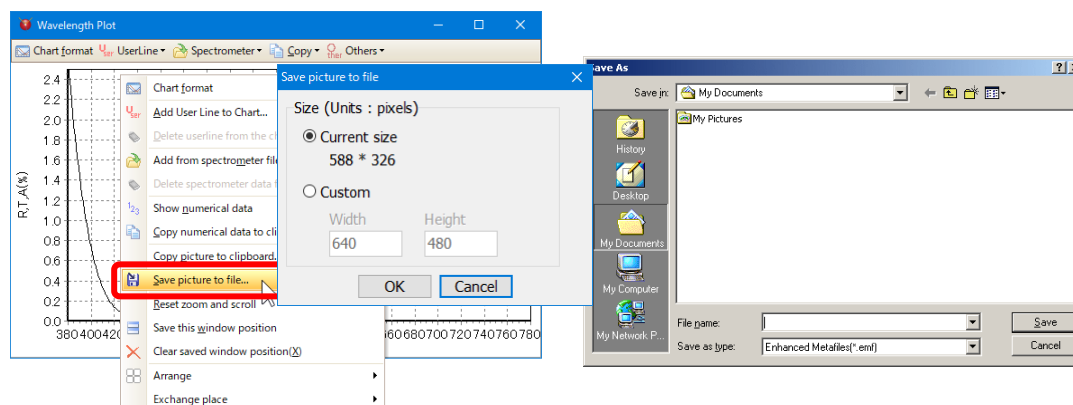 Wavelength Plot
Chart format User UserLine Spectrometer Copy Other Others
2.4
2.2
2.0
1.8
1.6
1.4
1.2
1.0
0.8
0.6
0.4
0.2
0.0
R,T,A(%)
Chart format
User Add User Line to Chart...
Delete userline from the ch
Add from spectrometer file
Delete spectrometer data f
123 Show numerical data
Copy numerical data to cli
Copy picture to clipboard.
Save picture to file...
Reset zoom and scroll
Save this window position
Clear saved window position(X)
Arrange
Exchange place
Save picture to file
Size (Units : pixels)
Current size
588 * 326
Custom
Width Height
640 480
OK Cancel
ave As
Save in: My Documents
My Pictures
History
Desktop
My Documents
My Computer
My Network P...
File name: Save
Save as type: Enhanced Metafiles(*.emf) Cancel